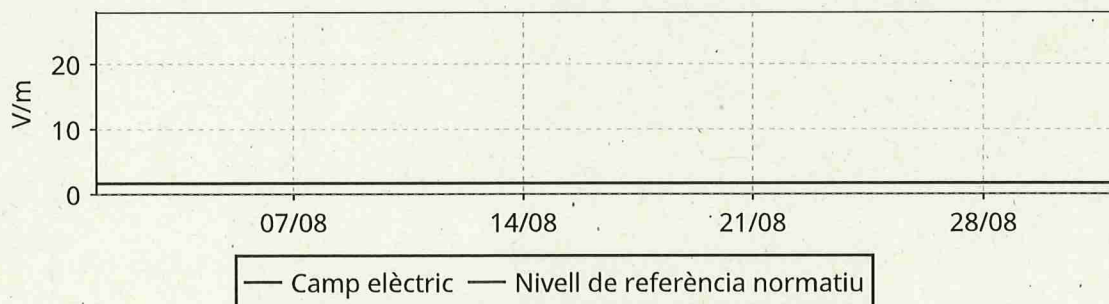 V/m
20
10
0
07/08 14/08 21/08 28/08
Camp elèctric Nivell de referència normatiu